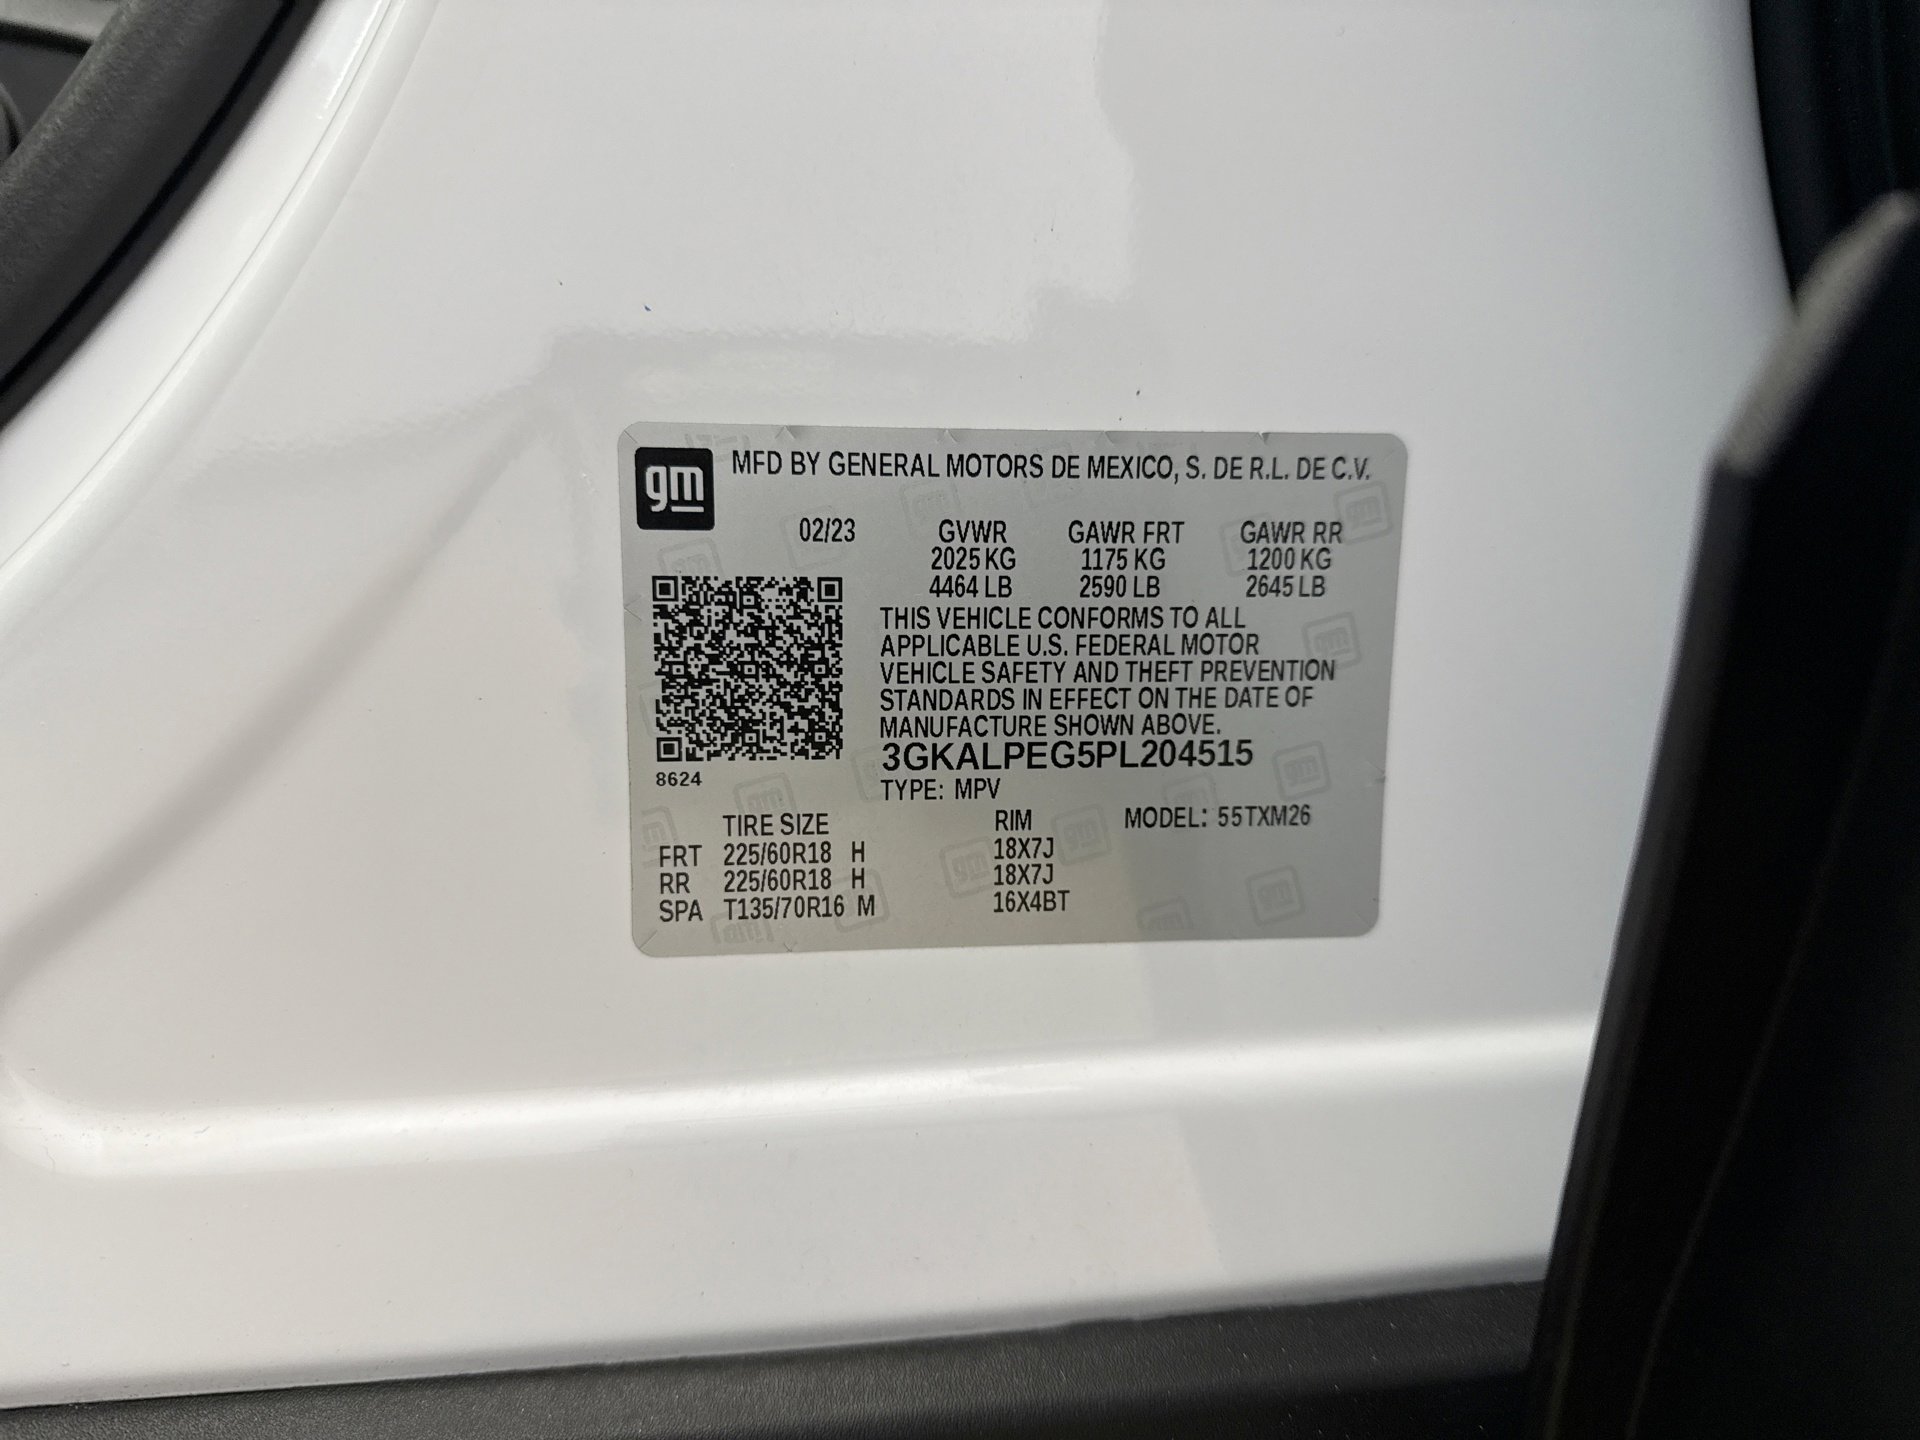 gm MFD BY GENERAL MOTORS DE MEXICO, S. DE R.L. DE C.V.
02/23 GVWR GAWR FRT GAWR RR
2025 KG 1175 KG 1200 KG
4464 LB 2590 LB 2645 LB
THIS VEHICLE CONFORMS TO ALL
APPLICABLE U.S. FEDERAL MOTOR
VEHICLE SAFETY AND THEFT PREVENTION
STANDARDS IN EFFECT ON THE DATE OF
MANUFACTURE SHOWN ABOVE.
3GKALPEG5PL204515
8624
TYPE: MPV
TIRE SIZE RIM MODEL: 55TXM26
FRT 225/60R18 H 18X7J
RR 225/60R18 H 18X7J
SPA T135/70R16 M 16X4BT